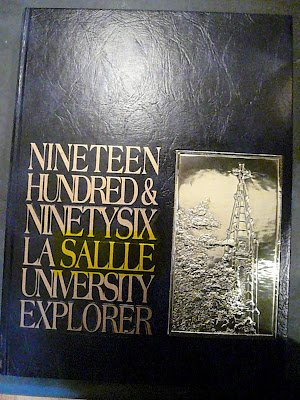 NINETEEN
HUNDRED &
NINETYSIX
LA SALLLE
UNIVERSITY
EXPLORER